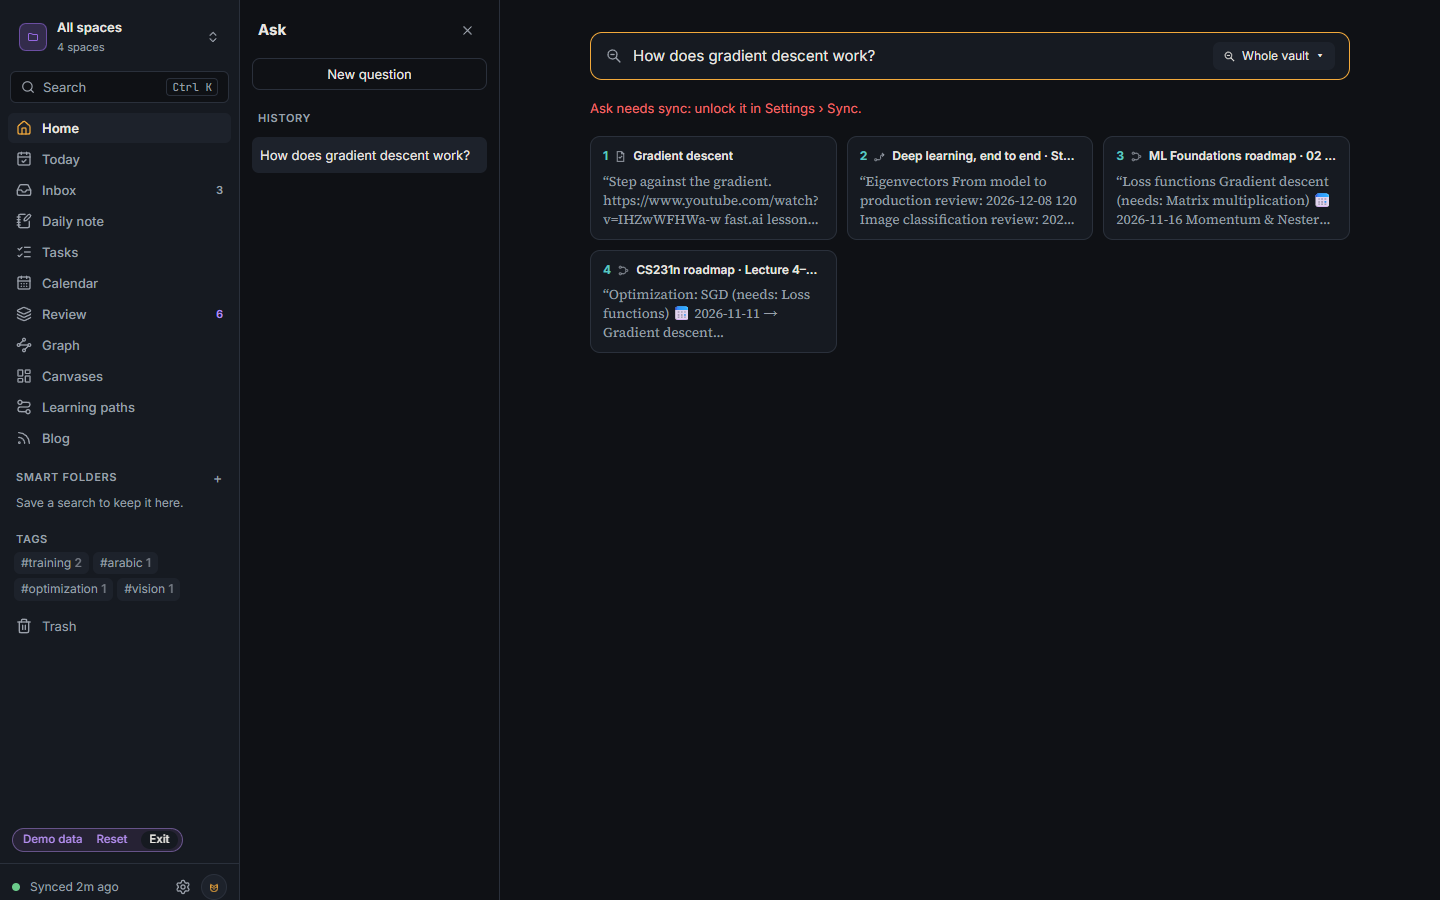 All spaces
4 spaces
Search
Ctrl K
Home
Today
Inbox 3
Daily note
Tasks
Calendar
Review 6
Graph
Canvases
Learning paths
Blog
SMART FOLDERS +
Save a search to keep it here.
TAGS
#training 2 #arabic 1
#optimization 1 #vision 1
Trash
Demo data Reset Exit
Synced 2m ago
Ask
New question
HISTORY
How does gradient descent work?
How does gradient descent work?
Whole vault
Ask needs sync: unlock it in Settings › Sync.
1 Gradient descent
“Step against the gradient.
https://www.youtube.com/watch?
v=IHZwWFHWa-w fast.ai lesson...
2 Deep learning, end to end · St...
“Eigenvectors From model to
production review: 2026-12-08 120
Image classification review: 202...
3 ML Foundations roadmap · 02 ...
“Loss functions Gradient descent
(needs: Matrix multiplication) 📅
2026-11-16 Momentum & Nester...
4 CS231n roadmap · Lecture 4–...
“Optimization: SGD (needs: Loss
functions) 📅 2026-11-11 →
Gradient descent...